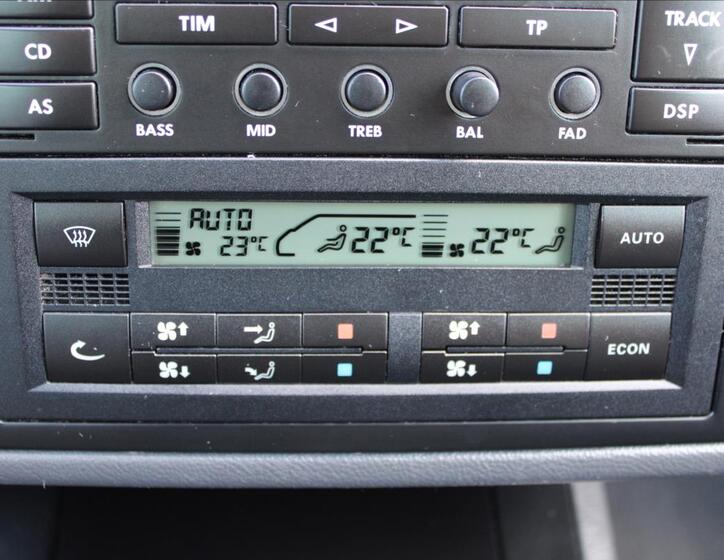 TIM
TP
TRACK
CD
AS
BASS
MID
TREB
BAL
FAD
DSP
AUTO
23°C
22°C
22°C
AUTO
ECON